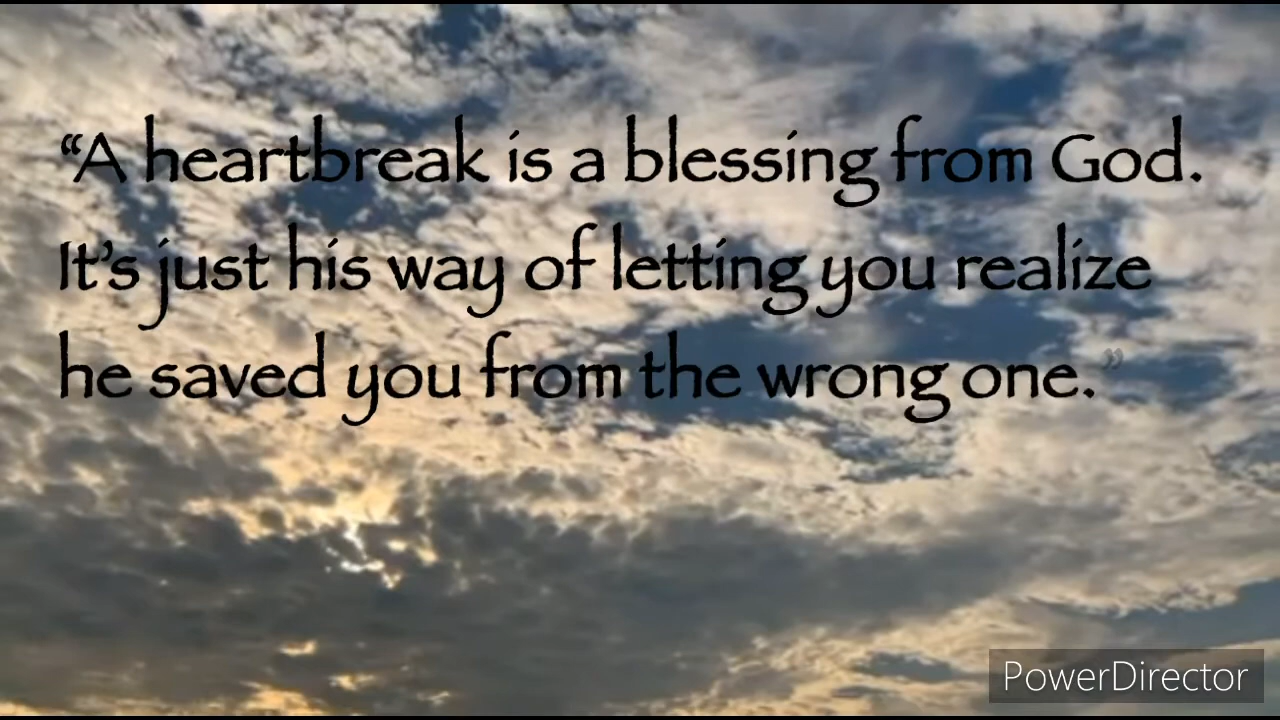 “A heartbreak is a blessing from God.
It’s just his way of letting you realize
he saved you from the wrong one.”
PowerDirector